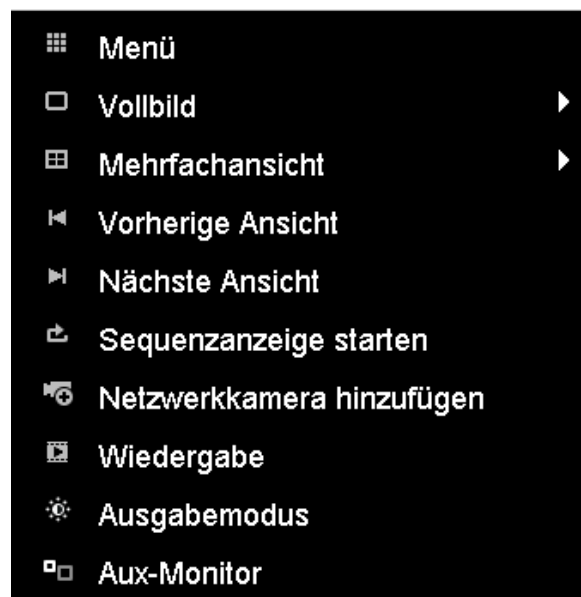 Menü
Vollbild
Mehrfachansicht
Vorherige Ansicht
Nächste Ansicht
Sequenzanzeige starten
Netzwerkkamera hinzufügen
Wiedergabe
Ausgabemodus
Aux-Monitor